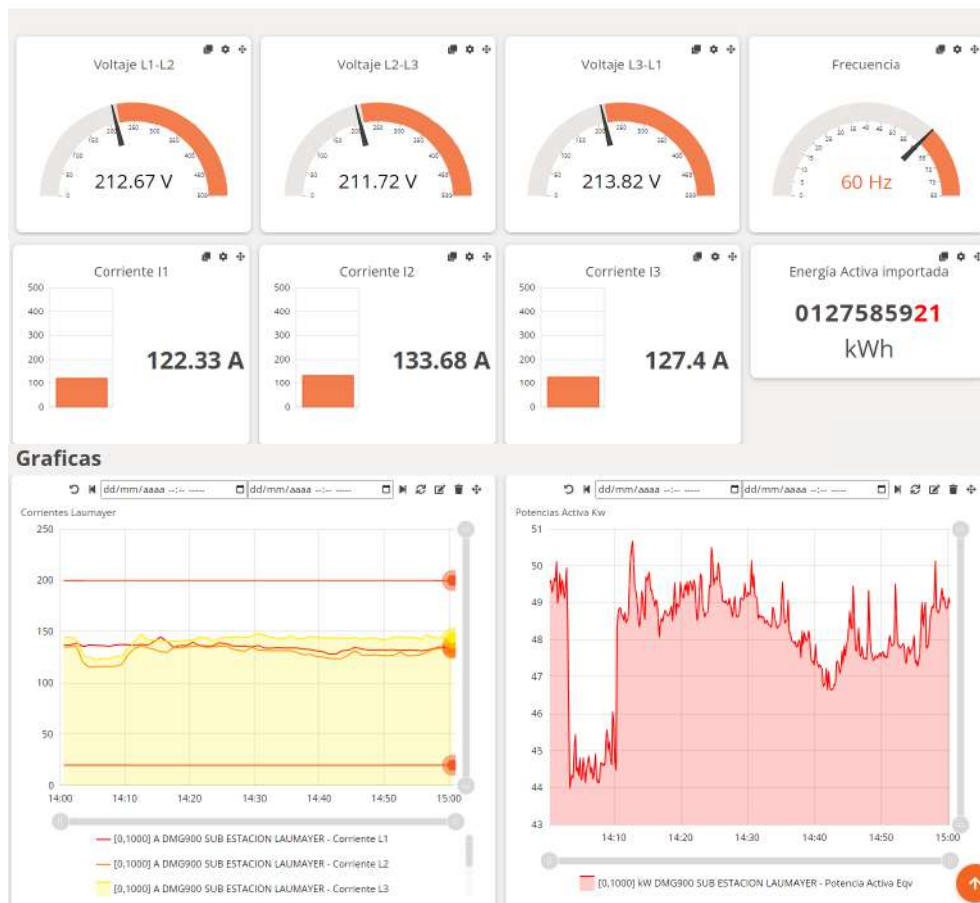 Voltaje L1-L2
212.67 V
Voltaje L2-L3
211.72 V
Voltaje L3-L1
213.82 V
Frecuencia
60 Hz
Corriente I1
500
400
300
200
100
0
122.33 A
Corriente I2
500
400
300
200
100
0
133.68 A
Corriente I3
500
400
300
200
100
0
127.4 A
Energía Activa importada
0127585921
kWh
Graficas
dd/mm/aaaa --:-- -----
dd/mm/aaaa --:-- -----
Corrientes Laumayer
250
200
150
100
50
0
14:00 14:10 14:20 14:30 14:40 14:50 15:00
[0,1000] A DMG900 SUB ESTACION LAUMAYER - Corriente L1
[0,1000] A DMG900 SUB ESTACION LAUMAYER - Corriente L2
[0,1000] A DMG900 SUB ESTACION LAUMAYER - Corriente L3
dd/mm/aaaa --:-- -----
dd/mm/aaaa --:-- -----
Potencias Activa Kw
51
50
49
48
47
46
45
44
43
14:10 14:20 14:30 14:40 14:50 15:00
[0,1000] kW DMG900 SUB ESTACION LAUMAYER - Potencia Activa Eqv